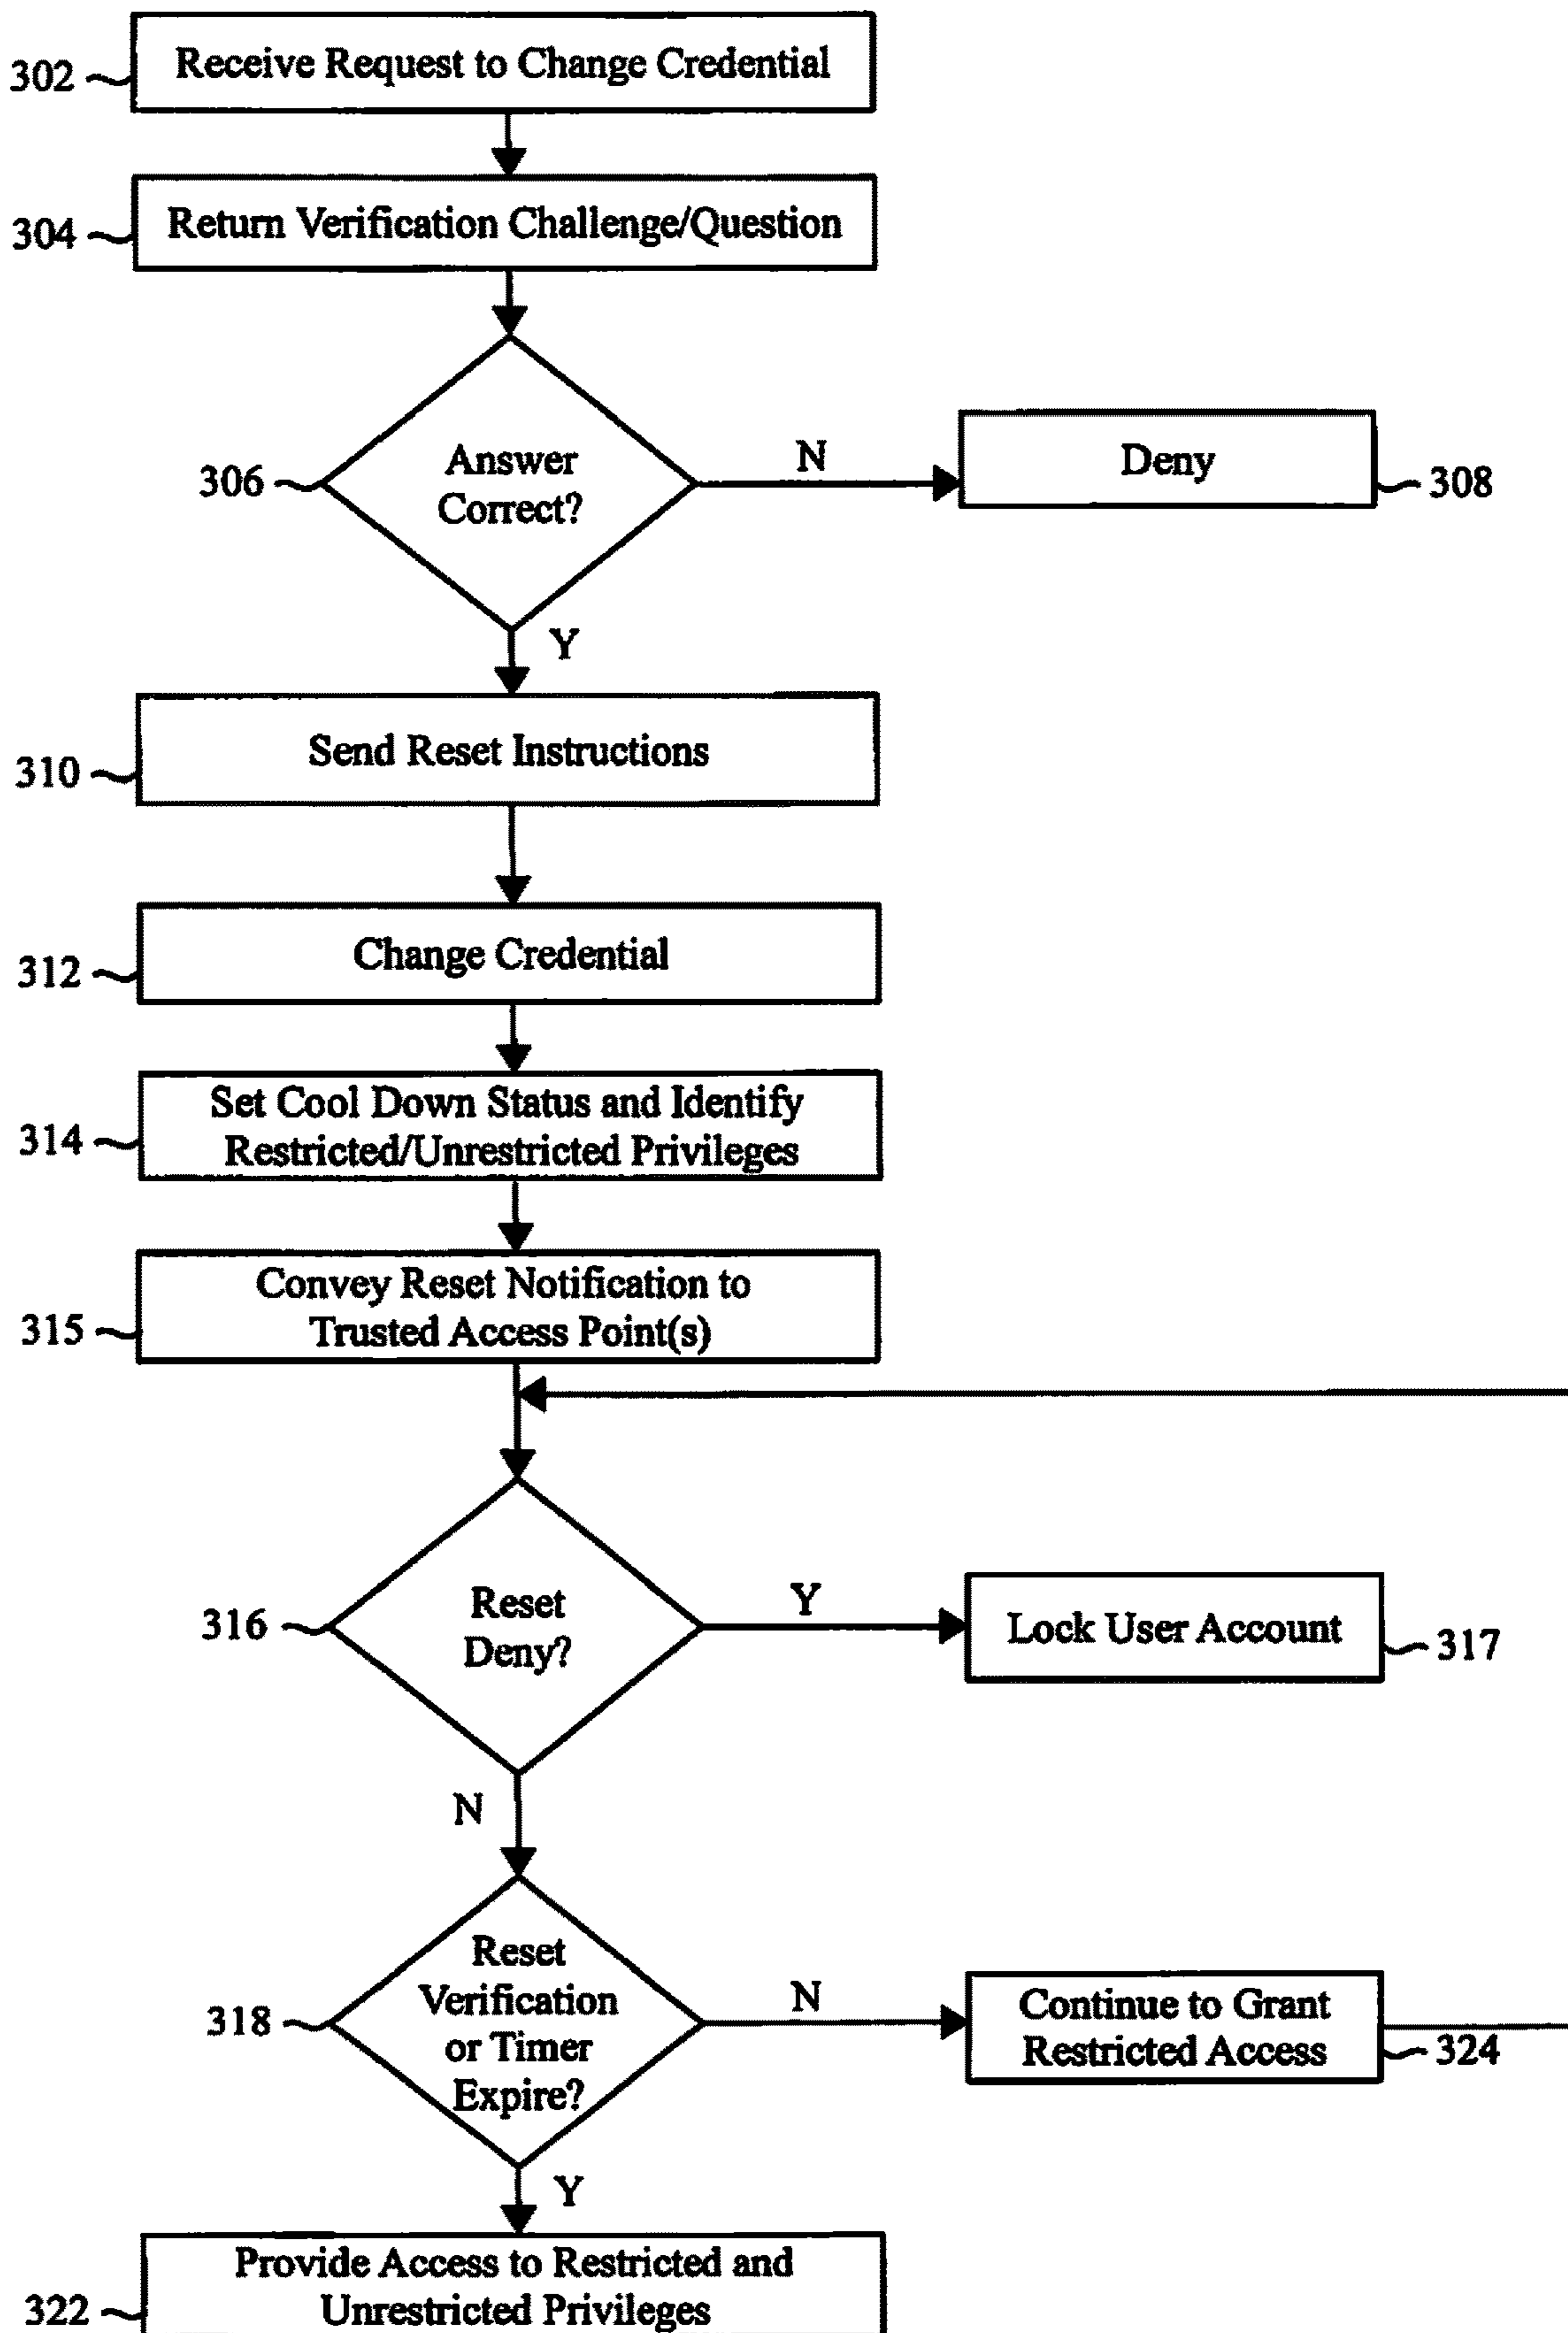 Receive Request to Change Credential
302
Return Verification Challenge/Question
304
Answer
Correct?
306
N
Deny
308
Y
Send Reset Instructions
310
Change Credential
312
Set Cool Down Status and Identify
Restricted/Unrestricted Privileges
314
Convey Reset Notification to
Trusted Access Point(s)
315
Reset
Deny?
316
Y
Lock User Account
317
N
Reset
Verification
or Timer
Expire?
318
N
Continue to Grant
Restricted Access
324
Y
Provide Access to Restricted and
Unrestricted Privileges
322